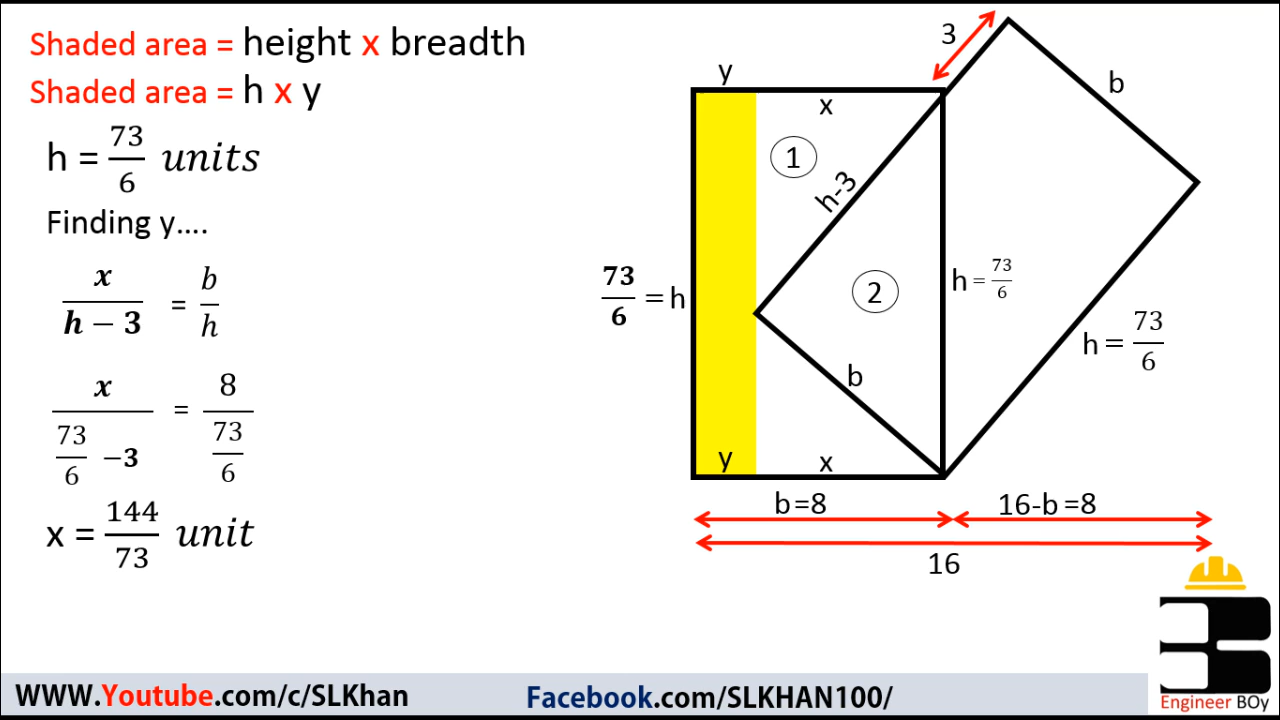 Shaded area = height x breadth
Shaded area = h x y
h = 73/6 units
Finding y....
x/(h − 3) = b/h
x/(73/6 −3) = 8/(73/6)
x = 144/73 unit
3
b
y
x
1
h-3
2
73/6 = h
h = 73/6
h = 73/6
b
y
x
b=8
16-b =8
16
WWW.Youtube.com/c/SLKhan
Facebook.com/SLKHAN100/
Engineer BOy